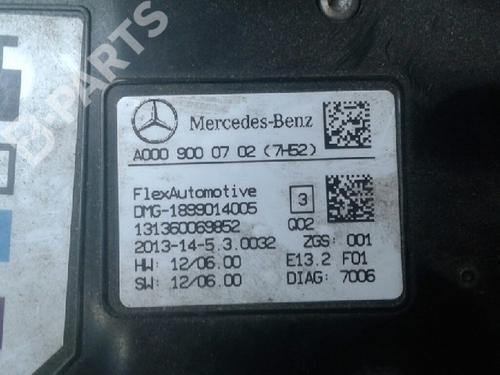 B-PARTS
Mercedes-Benz
A000 900 07 02 (7H52)
FlexAutomotive 3
DMG-1899014005
131360069852 Q02
2013-14-5.3.0032 ZGS: 001
HW: 12/06.00 E13.2 F01
SW: 12/06.00 DIAG: 7006